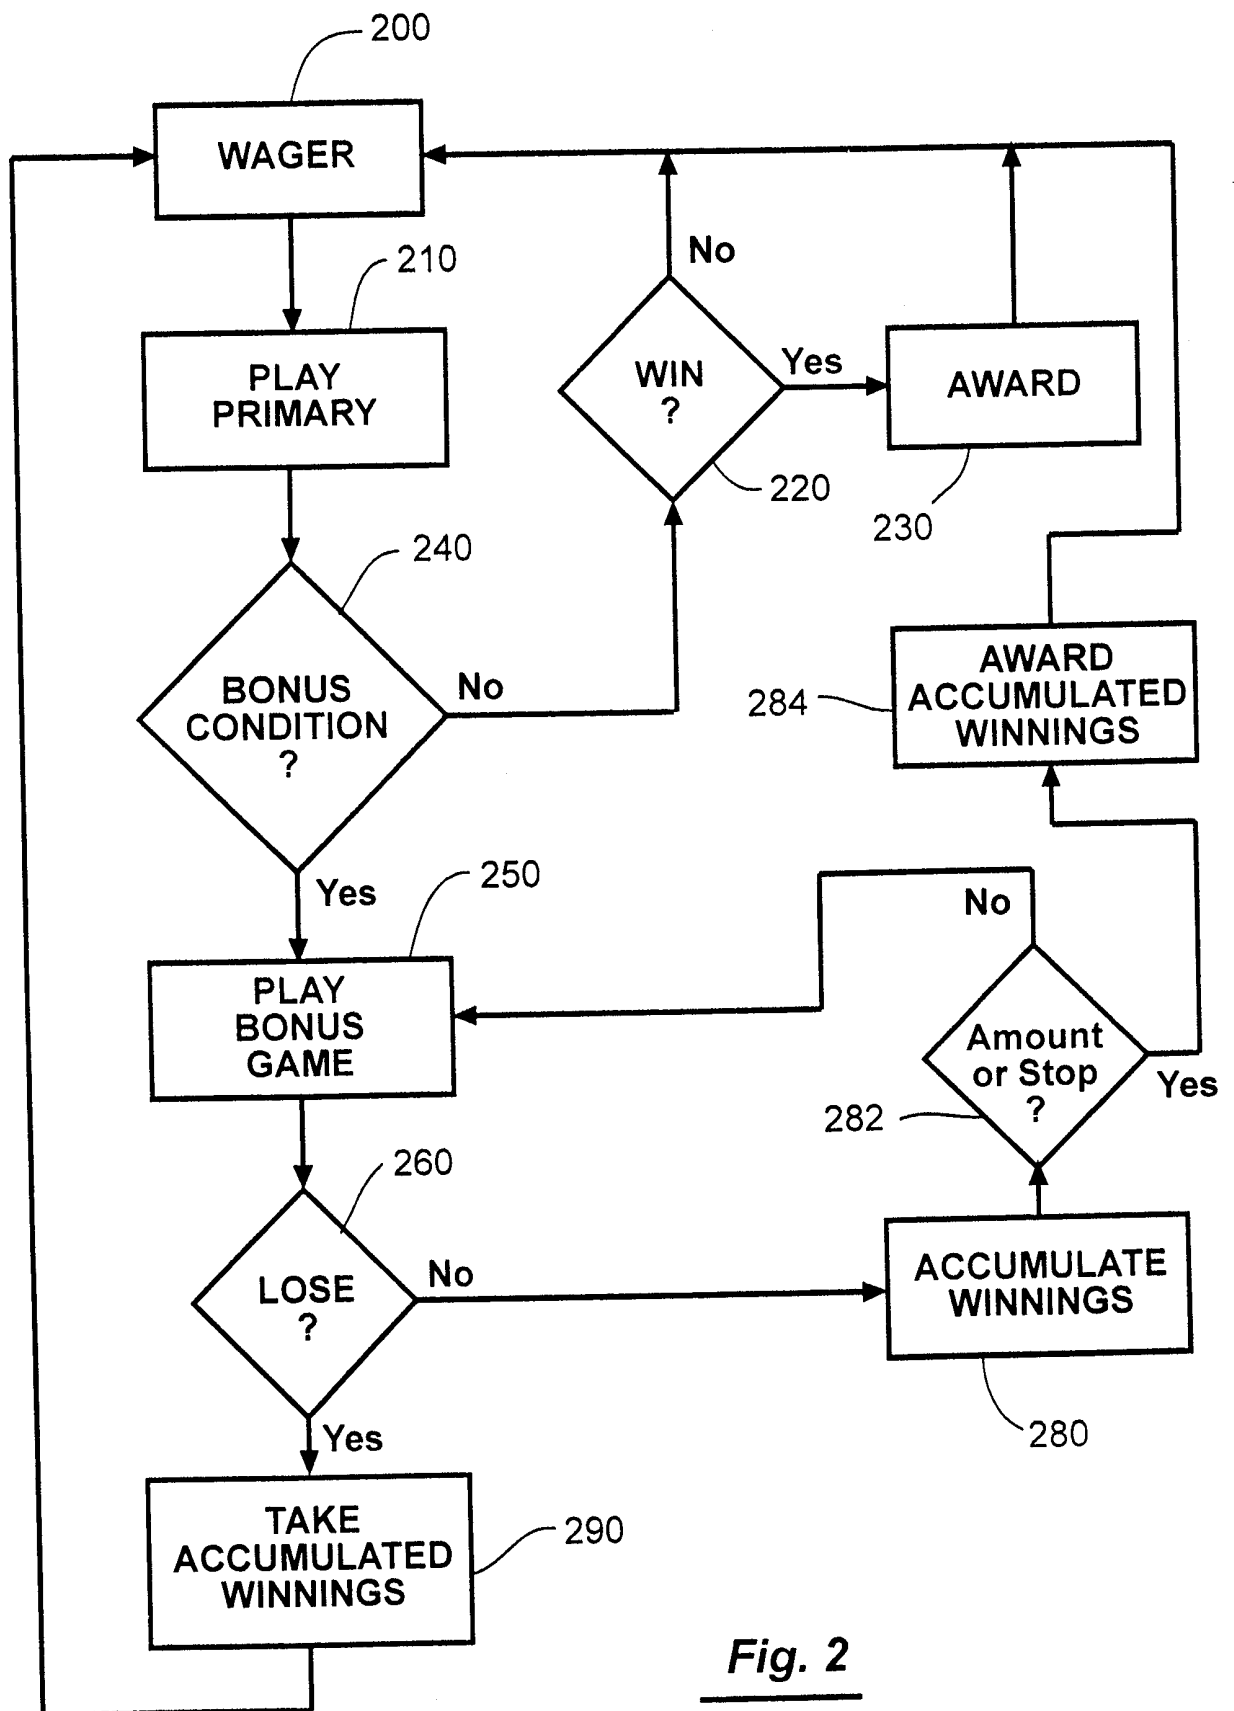 200
WAGER
210
No
PLAY
PRIMARY
WIN
?
Yes
AWARD
220
230
240
BONUS
CONDITION
?
No
AWARD
ACCUMULATED
WINNINGS
284
Yes
250
No
PLAY
BONUS
GAME
Amount
or Stop
?
Yes
282
260
LOSE
?
No
ACCUMULATE
WINNINGS
280
Yes
TAKE
ACCUMULATED
WINNINGS
290
Fig. 2